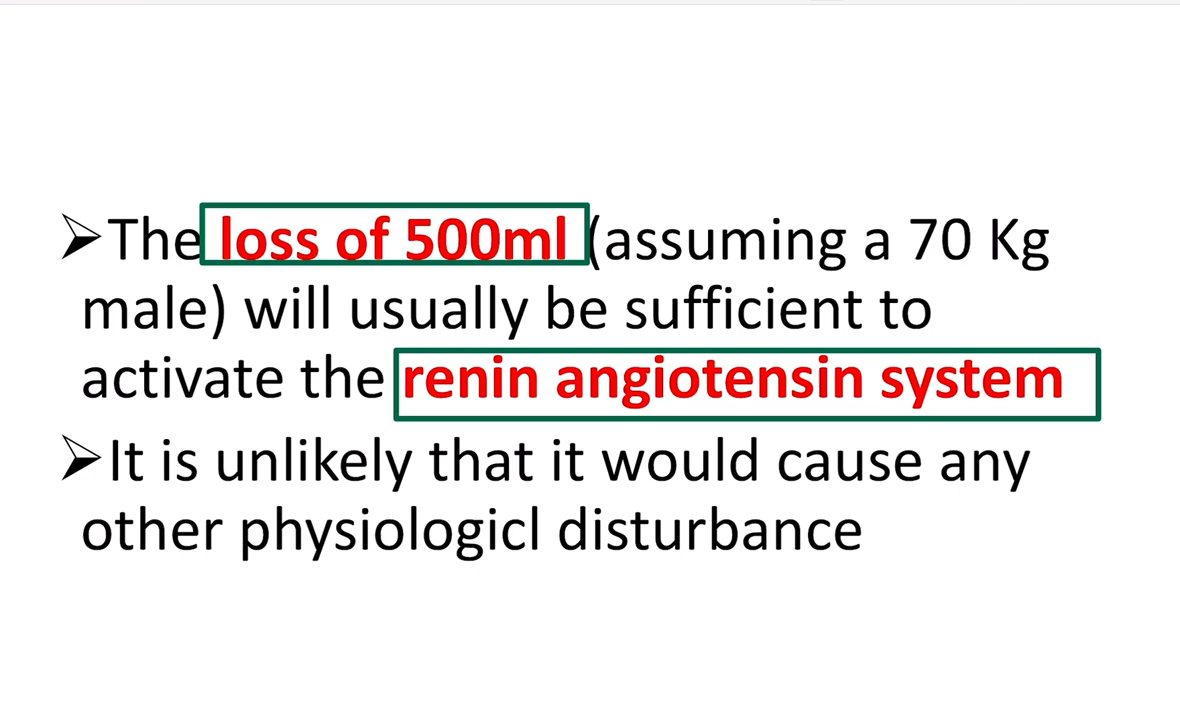 ➢The loss of 500ml (assuming a 70 Kg
male) will usually be sufficient to
activate the renin angiotensin system
➢It is unlikely that it would cause any
other physiologicl disturbance